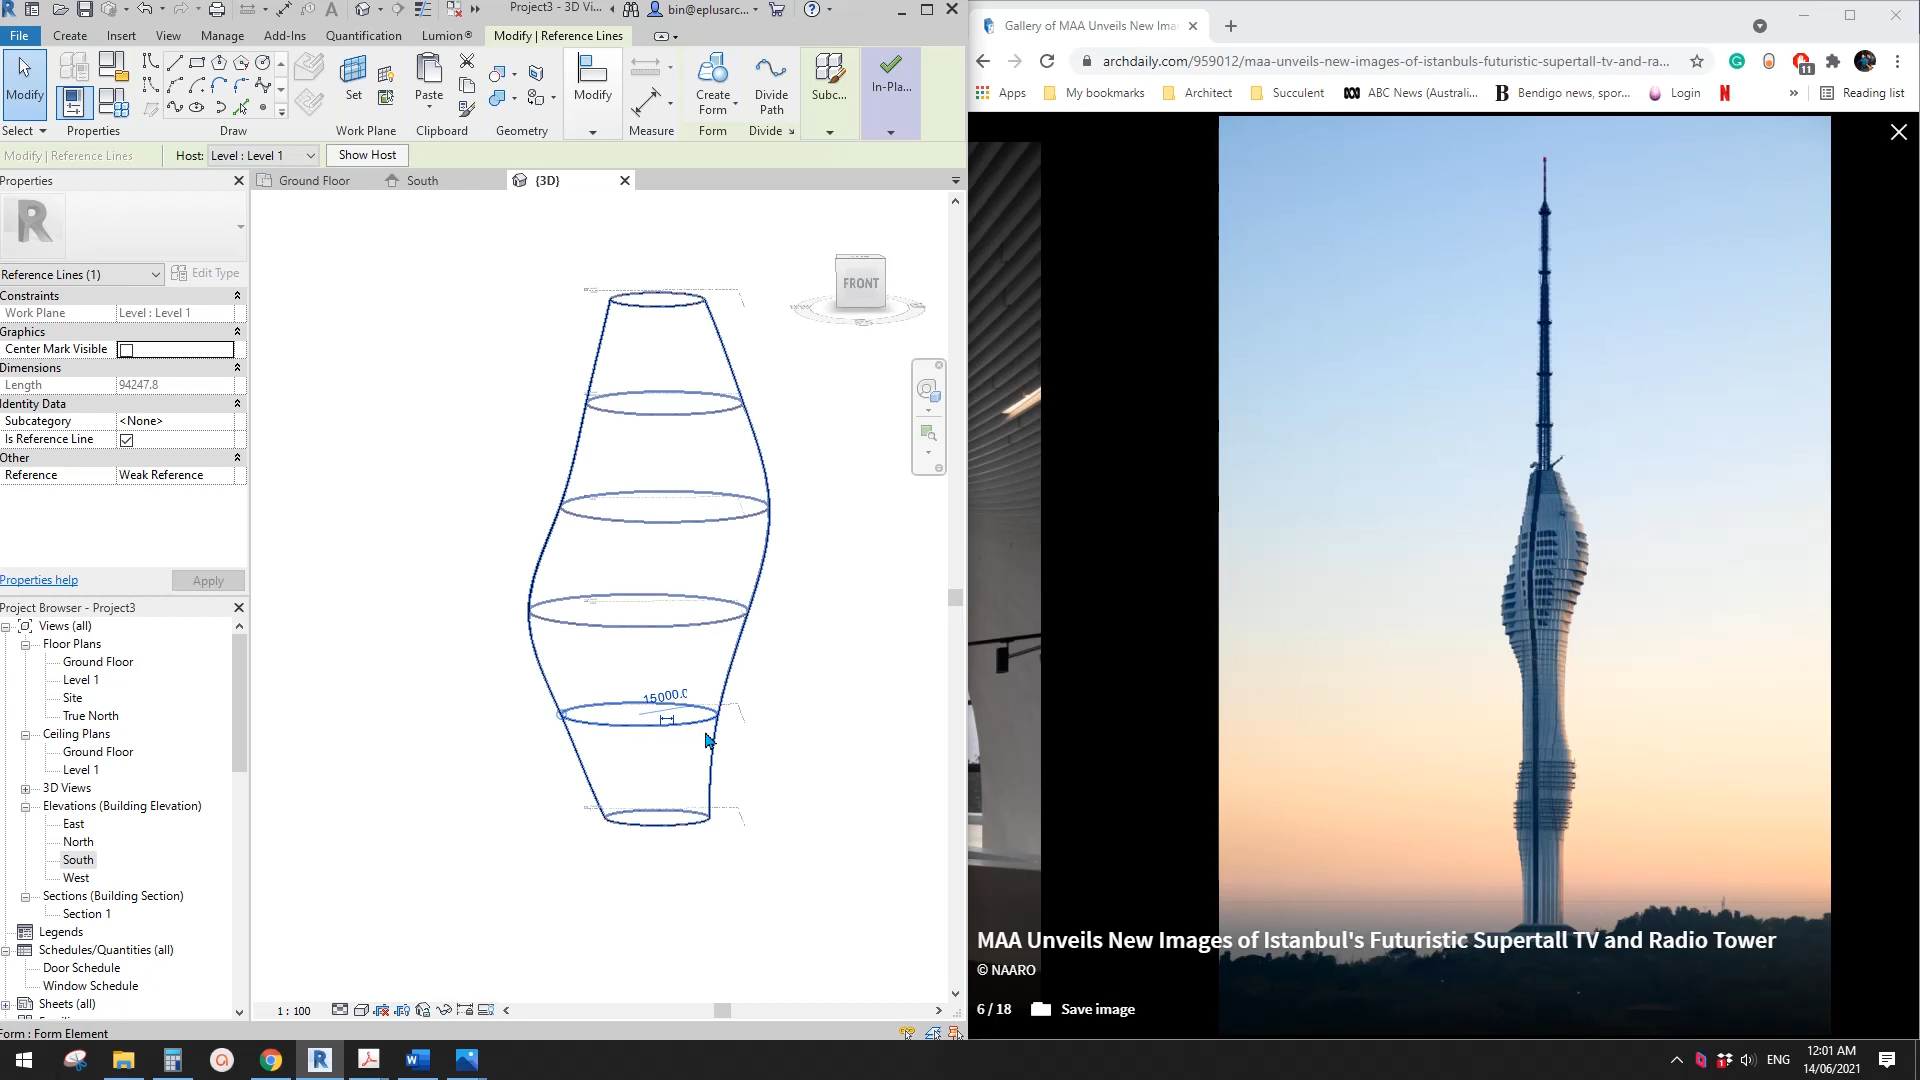 Project3 - 3D Vi...
bin@eplusarc...
File
Create
Insert
View
Manage
Add-Ins
Quantification
Lumion®
Modify | Reference Lines
Modify
Set
Paste
Modify
Create
Form
Divide
Path
Subc...
In-Pla...
Select
Properties
Draw
Work Plane
Clipboard
Geometry
Measure
Form
Divide
Modify | Reference Lines
Host:
Level : Level 1
Show Host
Properties
Ground Floor
South
{3D}
Reference Lines (1)
Edit Type
Constraints
Work Plane
Level : Level 1
Graphics
Center Mark Visible
Dimensions
Length
94247.8
Identity Data
Subcategory
<None>
Is Reference Line
Other
Reference
Weak Reference
Properties help
Apply
Project Browser - Project3
Views (all)
Floor Plans
Ground Floor
Level 1
Site
True North
Ceiling Plans
Ground Floor
Level 1
3D Views
Elevations (Building Elevation)
East
North
South
West
Sections (Building Section)
Section 1
Legends
Schedules/Quantities (all)
Door Schedule
Window Schedule
Sheets (all)
FRONT
15000.0
1 : 100
Form : Form Element
Gallery of MAA Unveils New Ima
archdaily.com/959012/maa-unveils-new-images-of-istanbuls-futuristic-supertall-tv-and-ra...
11
Apps
My bookmarks
Architect
Succulent
ABC News (Australi...
Bendigo news, spor...
Login
Reading list
MAA Unveils New Images of Istanbul's Futuristic Supertall TV and Radio Tower
© NAARO
6 / 18
Save image
ENG
12:01 AM
14/06/2021